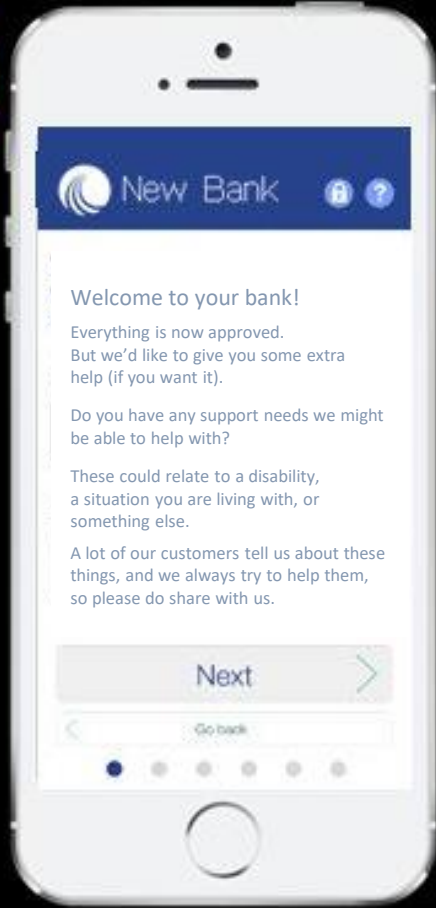 New Bank
?
Welcome to your bank!
Everything is now approved.
But we’d like to give you some extra
help (if you want it).
Do you have any support needs we might
be able to help with?
These could relate to a disability,
a situation you are living with, or
something else.
A lot of our customers tell us about these
things, and we always try to help them,
so please do share with us.
Next
Go back